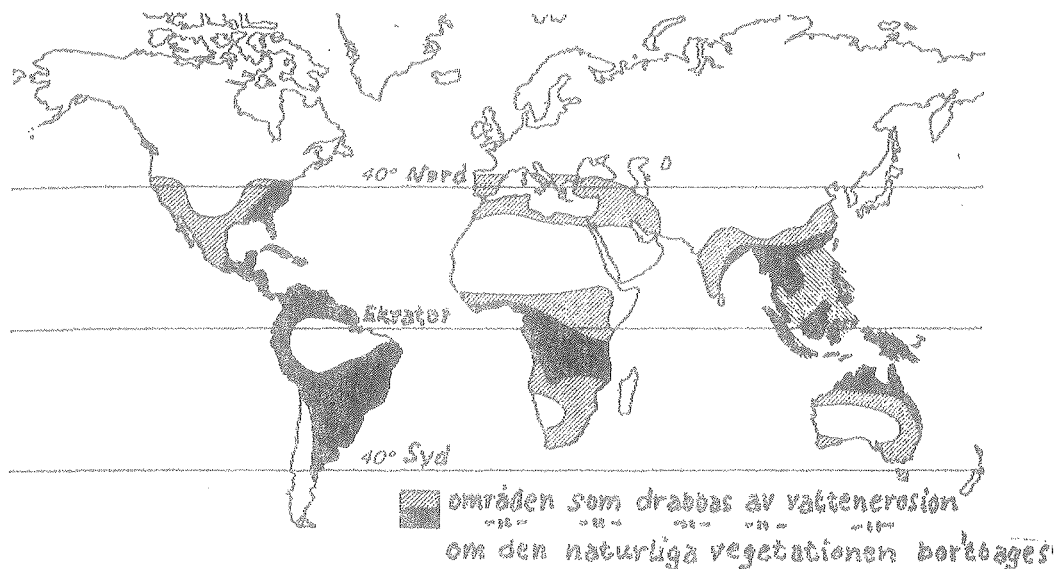 40° Nord
Ekvator
40° Syd
områden som drabbas av vattenerosion
-"- -"- -"- -"- -"-
om den naturliga vegetationen borttages